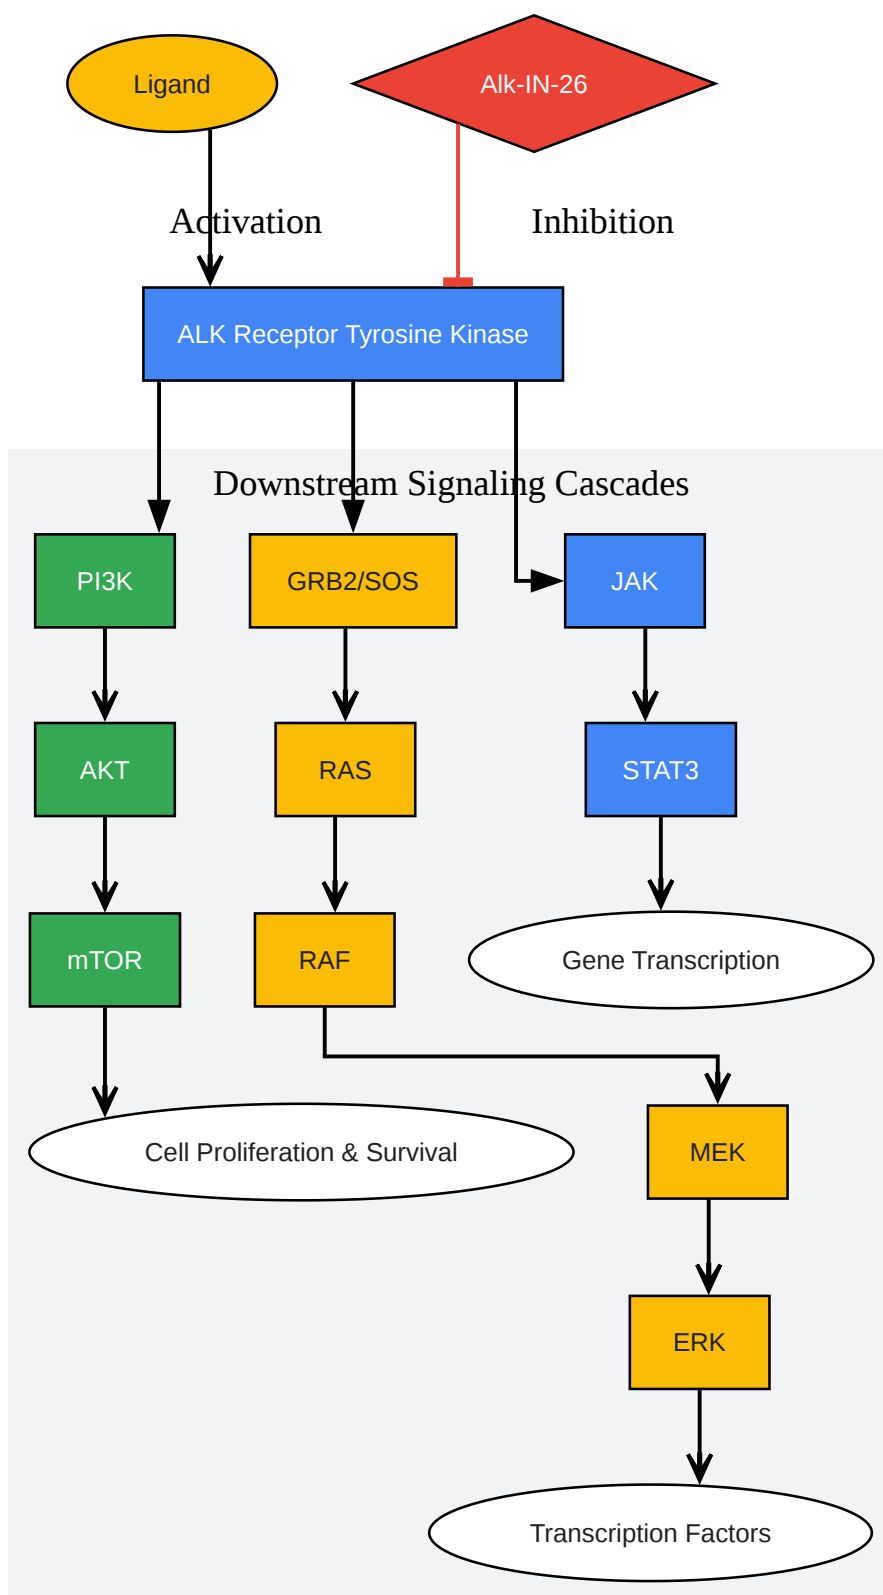 Ligand
Alk-IN-26
Activation
Inhibition
ALK Receptor Tyrosine Kinase
Downstream Signaling Cascades
PI3K
GRB2/SOS
JAK
AKT
RAS
STAT3
mTOR
RAF
Gene Transcription
Cell Proliferation & Survival
MEK
ERK
Transcription Factors